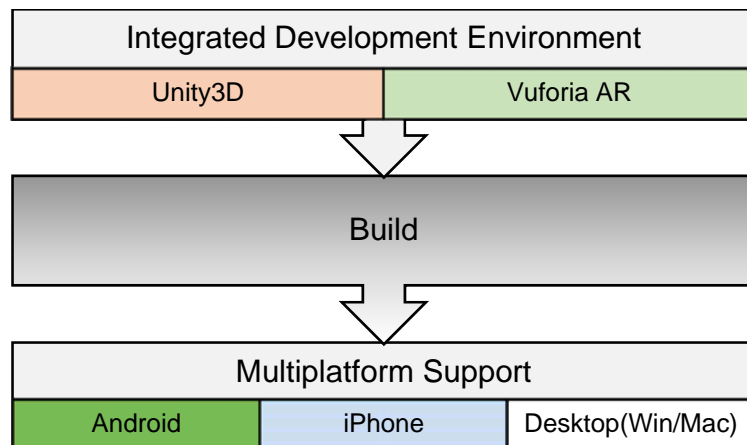 Integrated Development Environment
Unity3D
Vuforia AR
Build
Multiplatform Support
Android
iPhone
Desktop(Win/Mac)